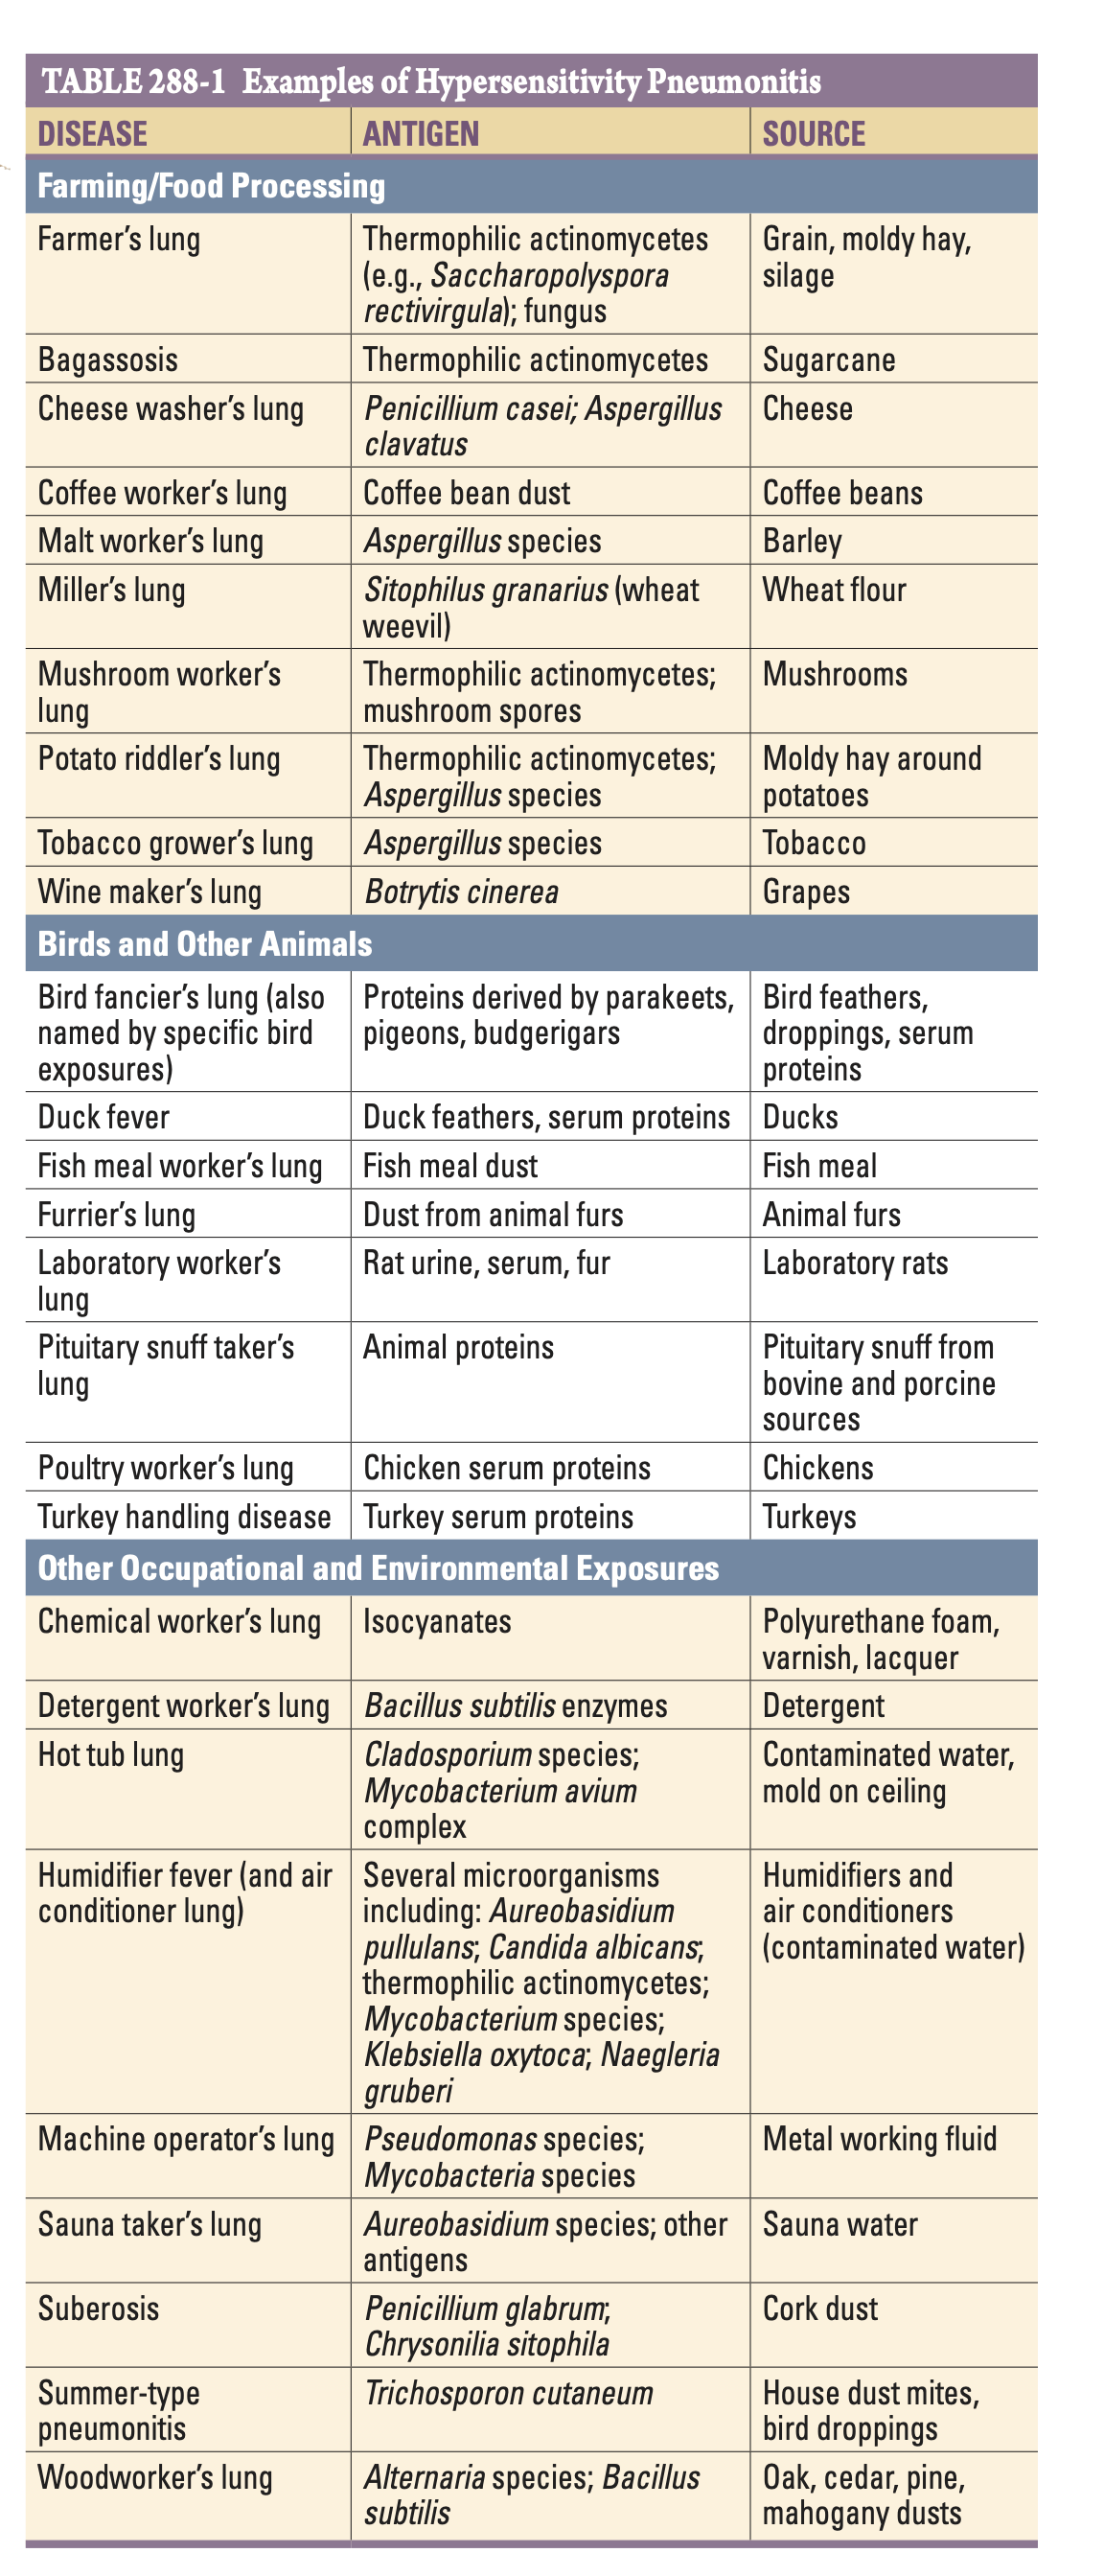 TABLE 288-1 Examples of Hypersensitivity Pneumonitis
DISEASE ANTIGEN SOURCE
Farming/Food Processing
Farmer’s lung Thermophilic actinomycetes Grain, moldy hay,
(e.g., Saccharopolyspora silage
rectivirgula); fungus
Bagassosis Thermophilic actinomycetes Sugarcane
Cheese washer’s lung Penicillium casei; Aspergillus Cheese
clavatus
Coffee worker’s lung Coffee bean dust Coffee beans
Malt worker’s lung Aspergillus species Barley
Miller’s lung Sitophilus granarius (wheat Wheat flour
weevil)
Mushroom worker’s Thermophilic actinomycetes; Mushrooms
lung mushroom spores
Potato riddler’s lung Thermophilic actinomycetes; Moldy hay around
Aspergillus species potatoes
Tobacco grower’s lung Aspergillus species Tobacco
Wine maker’s lung Botrytis cinerea Grapes
Birds and Other Animals
Bird fancier’s lung (also Proteins derived by parakeets, Bird feathers,
named by specific bird pigeons, budgerigars droppings, serum
exposures) proteins
Duck fever Duck feathers, serum proteins Ducks
Fish meal worker’s lung Fish meal dust Fish meal
Furrier’s lung Dust from animal furs Animal furs
Laboratory worker’s Rat urine, serum, fur Laboratory rats
lung
Pituitary snuff taker’s Animal proteins Pituitary snuff from
lung bovine and porcine
sources
Poultry worker’s lung Chicken serum proteins Chickens
Turkey handling disease Turkey serum proteins Turkeys
Other Occupational and Environmental Exposures
Chemical worker’s lung Isocyanates Polyurethane foam,
varnish, lacquer
Detergent worker’s lung Bacillus subtilis enzymes Detergent
Hot tub lung Cladosporium species; Contaminated water,
Mycobacterium avium mold on ceiling
complex
Humidifier fever (and air Several microorganisms Humidifiers and
conditioner lung) including: Aureobasidium air conditioners
pullulans; Candida albicans; (contaminated water)
thermophilic actinomycetes;
Mycobacterium species;
Klebsiella oxytoca; Naegleria
gruberi
Machine operator’s lung Pseudomonas species; Metal working fluid
Mycobacteria species
Sauna taker’s lung Aureobasidium species; other Sauna water
antigens
Suberosis Penicillium glabrum; Cork dust
Chrysonilia sitophila
Summer-type Trichosporon cutaneum House dust mites,
pneumonitis bird droppings
Woodworker’s lung Alternaria species; Bacillus Oak, cedar, pine,
subtilis mahogany dusts